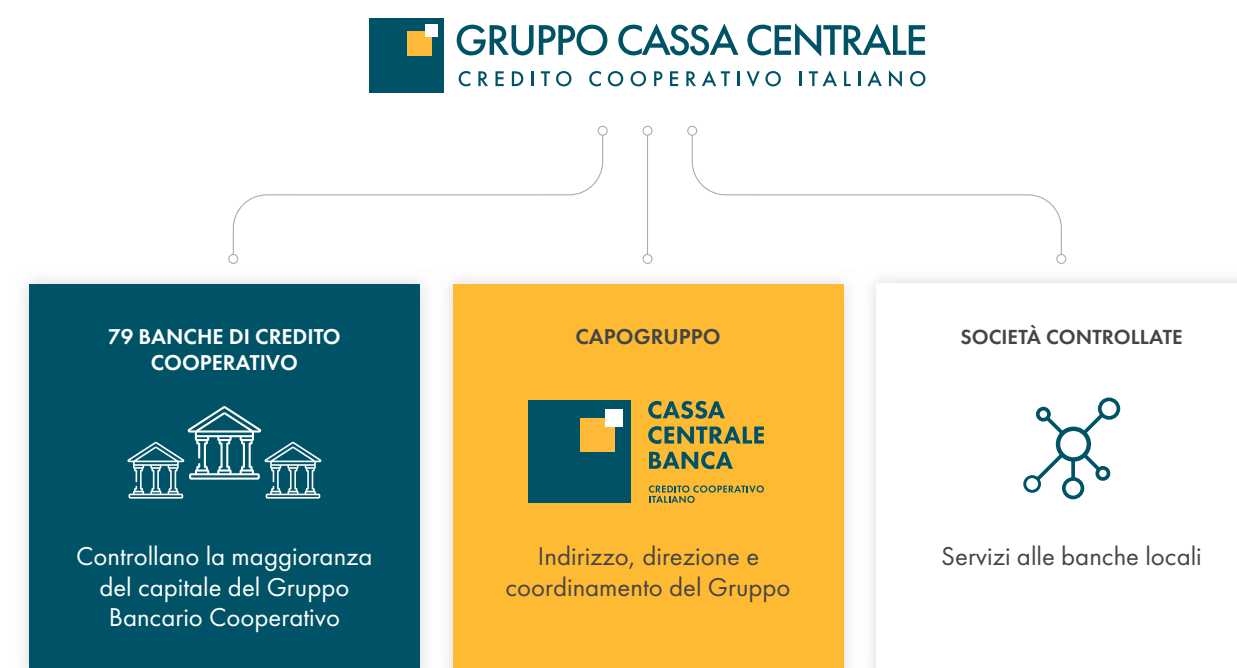 GRUPPO CASSA CENTRALE
CREDITO COOPERATIVO ITALIANO
79 BANCHE DI CREDITO
COOPERATIVO
Controllano la maggioranza
del capitale del Gruppo
Bancario Cooperativo
CAPOGRUPPO
CASSA
CENTRALE
BANCA
CREDITO COOPERATIVO
ITALIANO
Indirizzo, direzione e
coordinamento del Gruppo
SOCIETÀ CONTROLLATE
Servizi alle banche locali